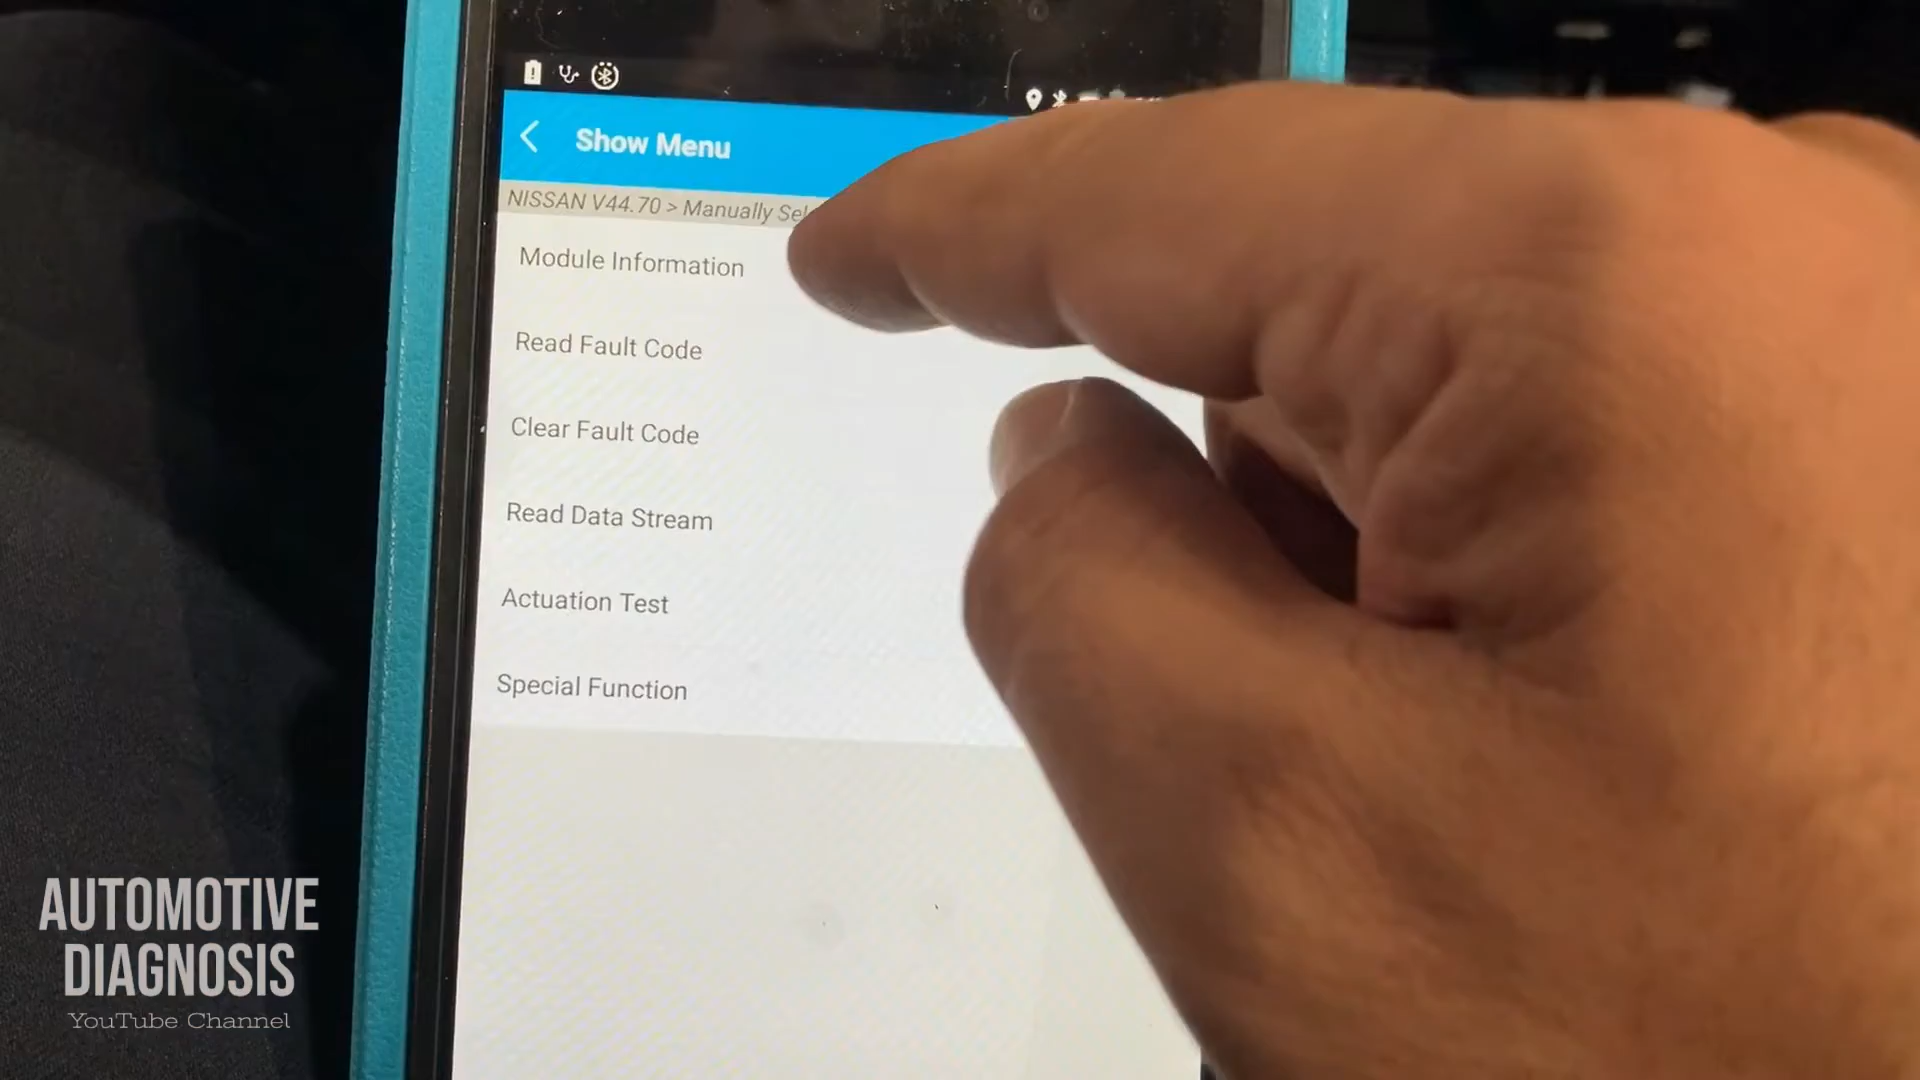 Show Menu
NISSAN V44.70 > Manually
Module Information
Read Fault Code
Clear Fault Code
Read Data Stream
Actuation Test
Special Function
AUTOMOTIVE
DIAGNOSIS
YouTube Channel